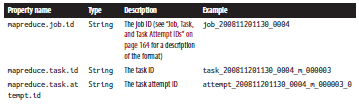 Property name Type Description Example
mapreduce.job.id String The job ID (see “Job, Task, job_200811201130_0004
and Task Attempt IDs” on
page 164 for a description
of the format)
mapreduce.task.id String The task ID task_200811201130_0004_m_000003
mapreduce.task.at String The task attempt ID attempt_200811201130_0004_m_000003_0
tempt.id